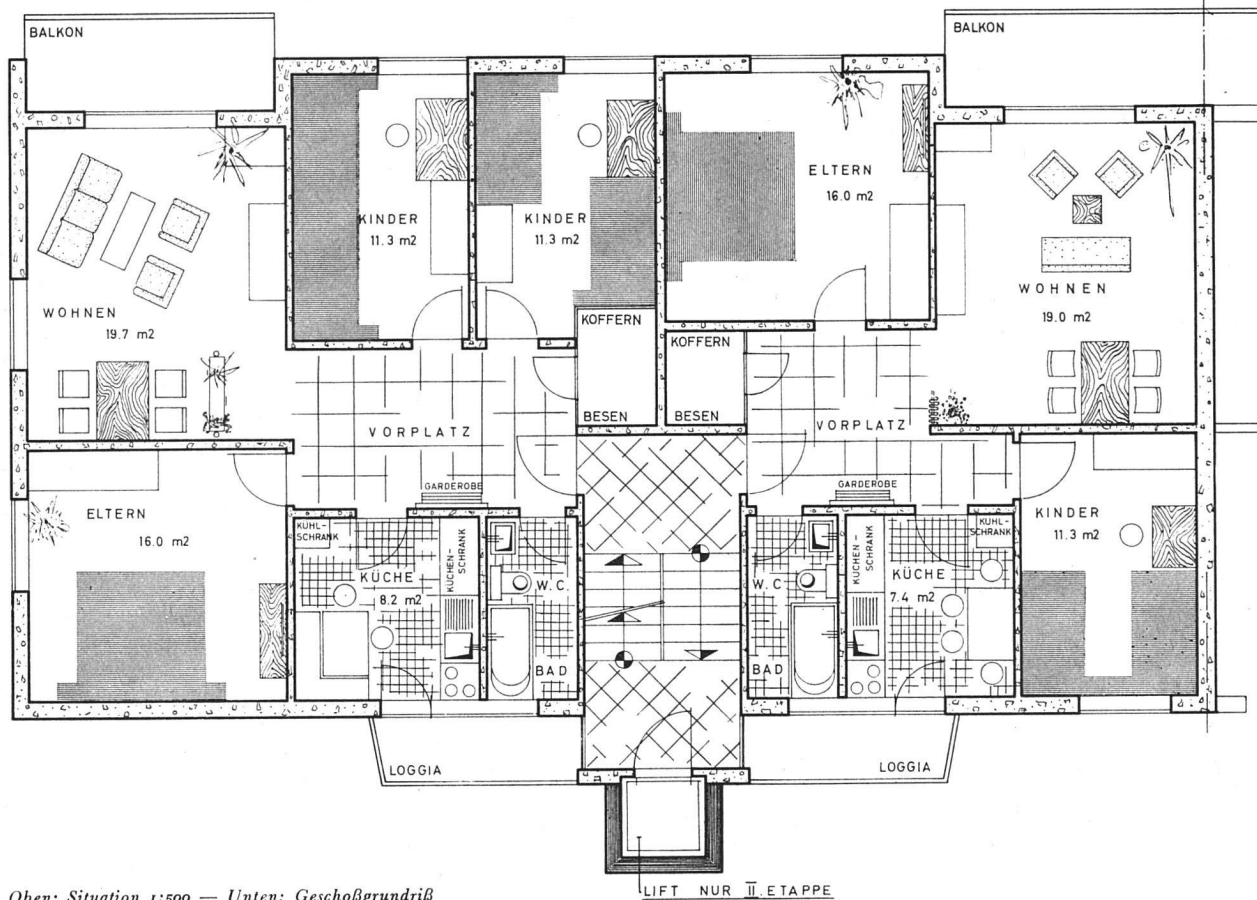 BALKON
BALKON
ELTERN
16.0 m2
KINDER
11.3 m2
KINDER
11.3 m2
WOHNEN
19.0 m2
WOHNEN
19.7 m2
KOFFERN
KOFFERN
BESEN
BESEN
VORPLATZ
VORPLATZ
GARDEROBE
GARDEROBE
ELTERN
16.0 m2
KINDER
11.3 m2
KÜHL-
SCHRANK
KÜCHEN-
SCHRANK
KÜCHE
8.2 m2
W.C
BAD
W.C
BAD
KÜCHEN-
SCHRANK
KÜCHE
7.4 m2
KÜHL-
SCHRANK
LOGGIA
LOGGIA
LIFT NUR II. ETAPPE
Oben: Situation 1:500 — Unten: Geschoßgrundriß